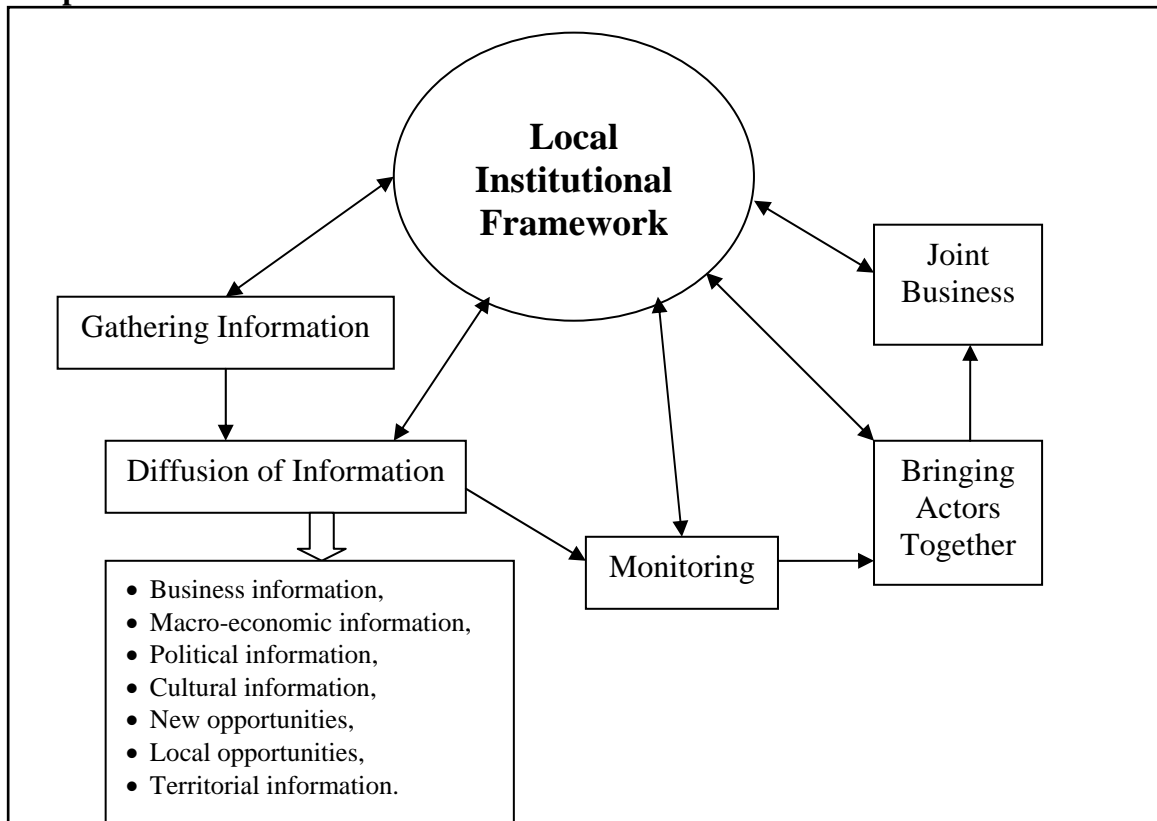 Local
Institutional
Framework
Joint
Business
Gathering Information
Diffusion of Information
Bringing
Actors
Together
Monitoring
• Business information,
• Macro-economic information,
• Political information,
• Cultural information,
• New opportunities,
• Local opportunities,
• Territorial information.